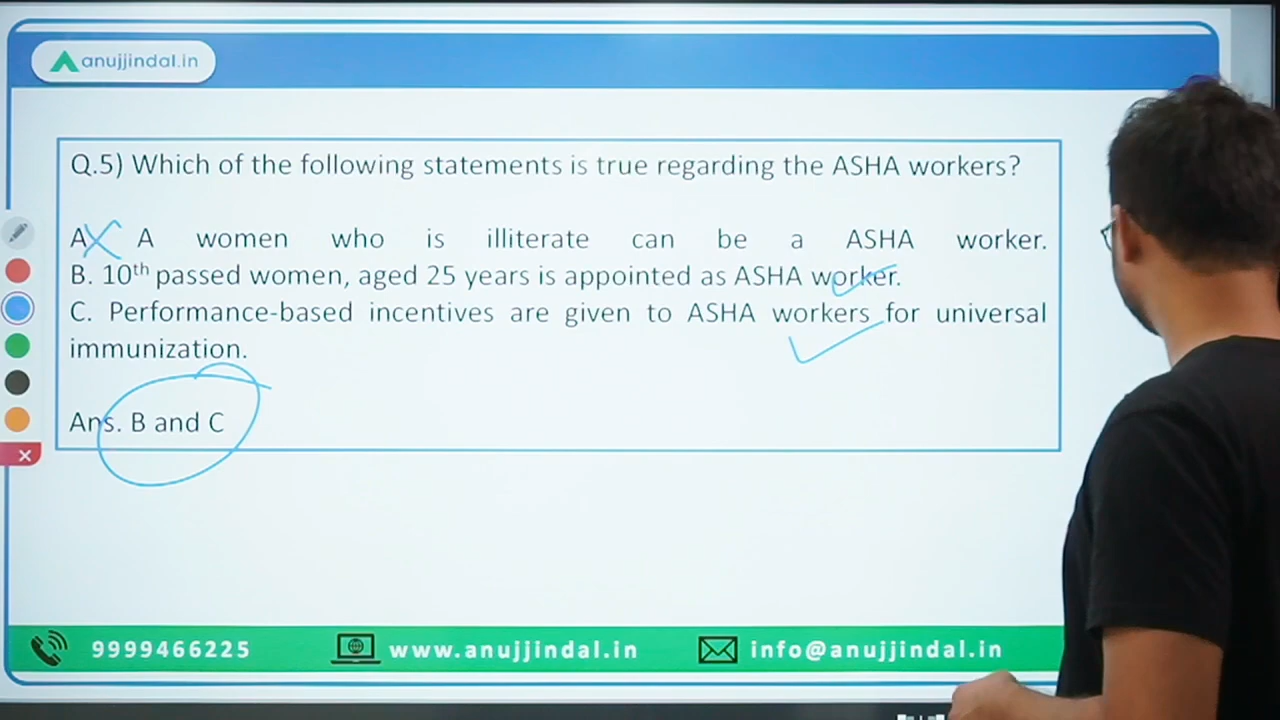 anujjindal.in
Q.5) Which of the following statements is true regarding the ASHA workers?
A A women who is illiterate can be a ASHA worker.
B. 10th passed women, aged 25 years is appointed as ASHA worker.
C. Performance-based incentives are given to ASHA workers for universal
immunization.
Ans. B and C
9999466225 www.anujjindal.in info@anujjindal.in